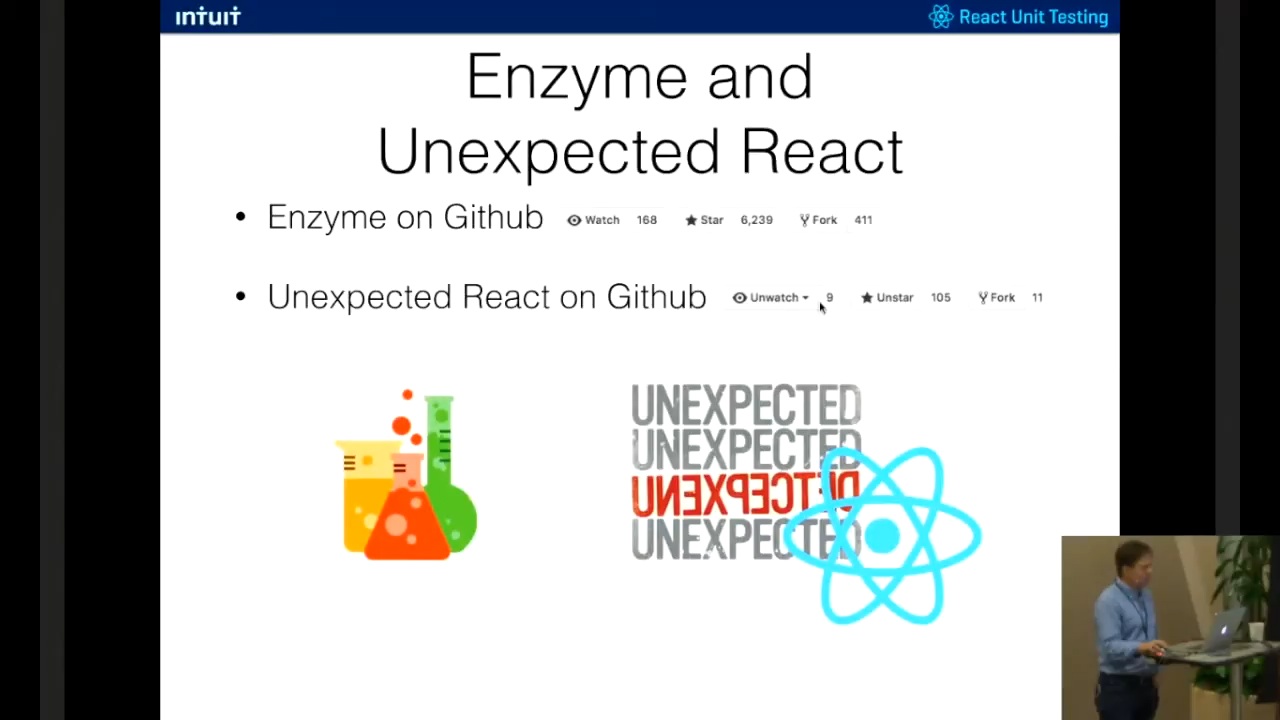 intuit
React Unit Testing
Enzyme and
Unexpected React
• Enzyme on Github Watch 168 Star 6,239 Fork 411
• Unexpected React on Github Unwatch 9 Unstar 105 Fork 11
UNEXPECTED
UNEXPECTED
UNEXPECTED
UNEXPECTED